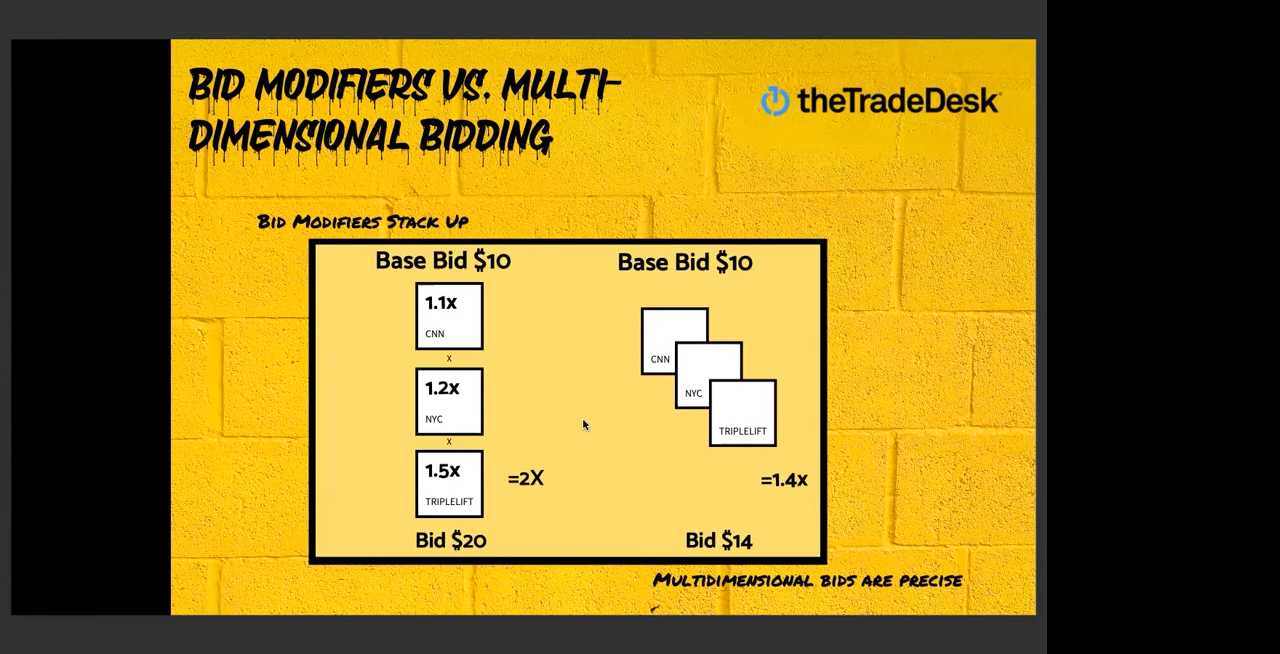 BID MODIFIERS VS. MULTI-
DIMENSIONAL BIDDING
theTradeDesk
BID MODIFIERS STACK UP
Base Bid $10
1.1x
CNN
x
1.2x
NYC
x
1.5x
TRIPLELIFT
=2X
Bid $20
Base Bid $10
CNN
NYC
TRIPLELIFT
=1.4x
Bid $14
MULTIDIMENSIONAL BIDS ARE PRECISE